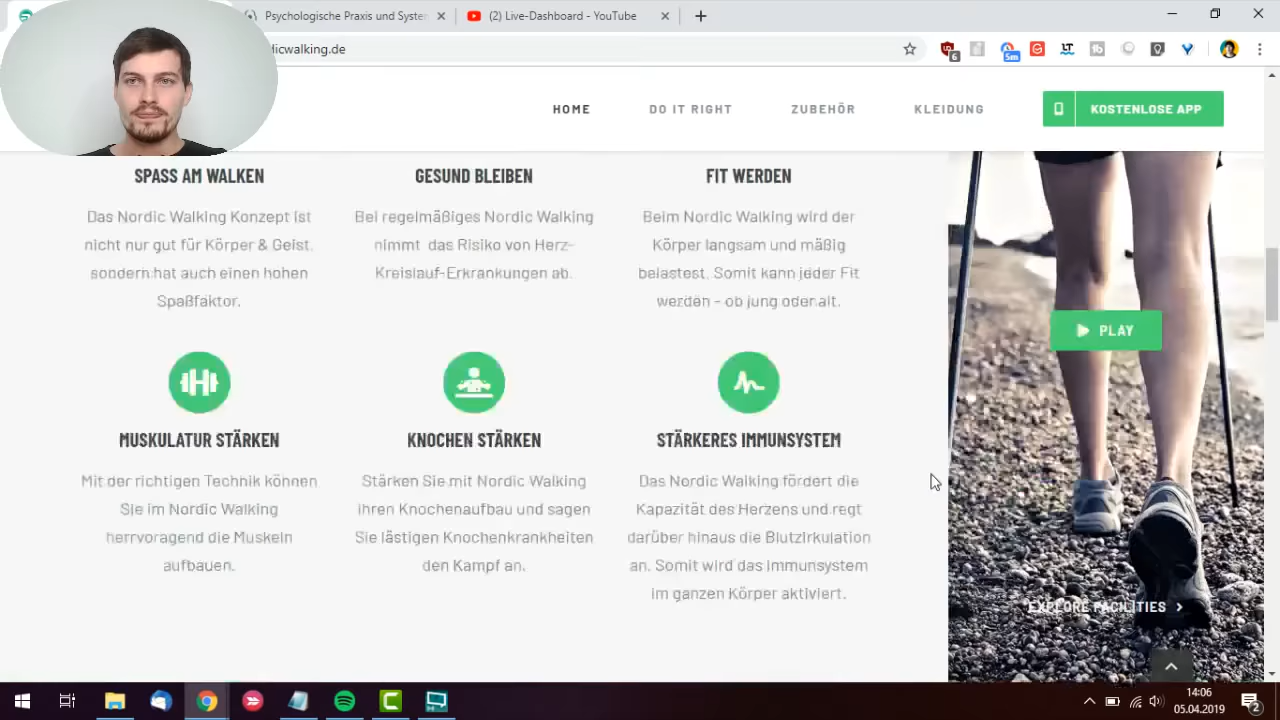 Psychologische Praxis und Syster
(2) Live-Dashboard - YouTube
dicwalking.de
6
5m
LT
HOME
DO IT RIGHT
ZUBEHÖR
KLEIDUNG
KOSTENLOSE APP
SPASS AM WALKEN
GESUND BLEIBEN
FIT WERDEN
Das Nordic Walking Konzept ist
nicht nur gut für Körper & Geist,
sondern hat auch einen hohen
Spaßfaktor.
Bei regelmäßiges Nordic Walking
nimmt das Risiko von Herz-
Kreislauf-Erkrankungen ab.
Beim Nordic Walking wird der
Körper langsam und mäßig
belastest. Somit kann jeder Fit
werden – ob jung oder alt.
PLAY
MUSKULATUR STÄRKEN
KNOCHEN STÄRKEN
STÄRKERES IMMUNSYSTEM
Mit der richtigen Technik können
Sie im Nordic Walking
herrvoragend die Muskeln
aufbauen.
Stärken Sie mit Nordic Walking
ihren Knochenaufbau und sagen
Sie lästigen Knochenkrankheiten
den Kampf an.
Das Nordic Walking fördert die
Kapazität des Herzens und regt
darüber hinaus die Blutzirkulation
an. Somit wird das Immunsystem
im ganzen Körper aktiviert.
EXPLORE FACILITIES
14:06
05.04.2019
2